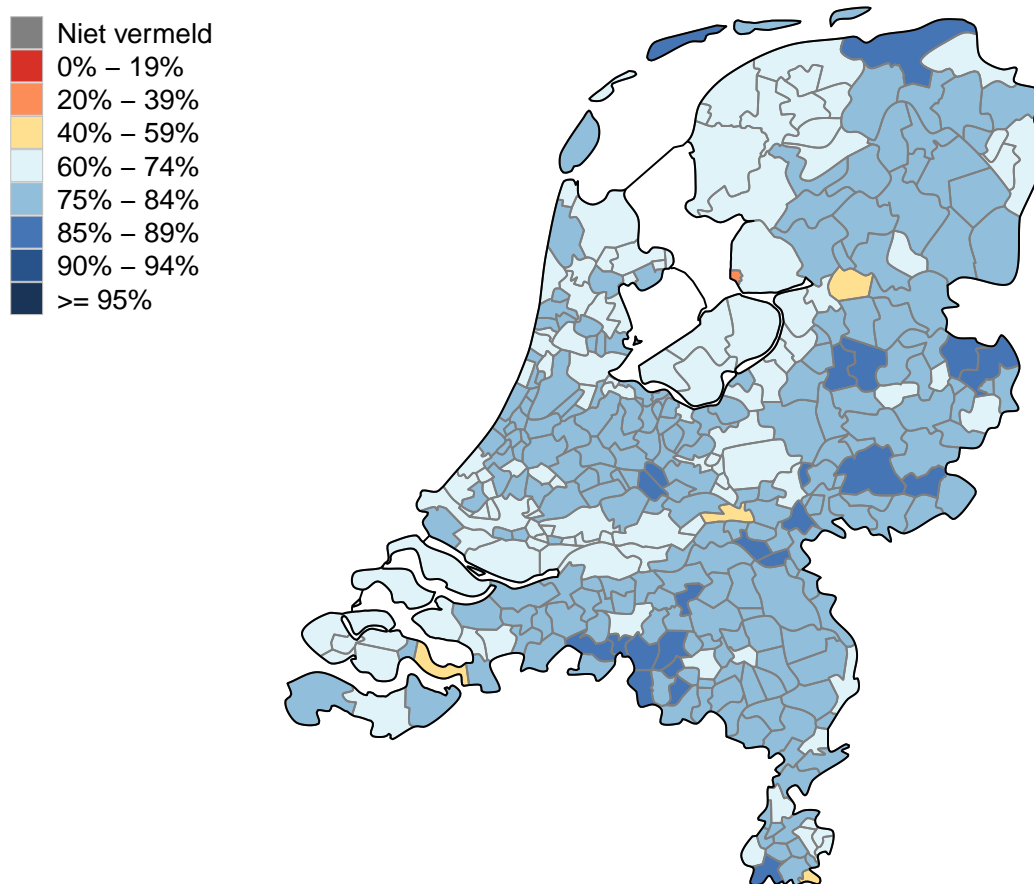 Niet vermeld
0% – 19%
20% – 39%
40% – 59%
60% – 74%
75% – 84%
85% – 89%
90% – 94%
>= 95%